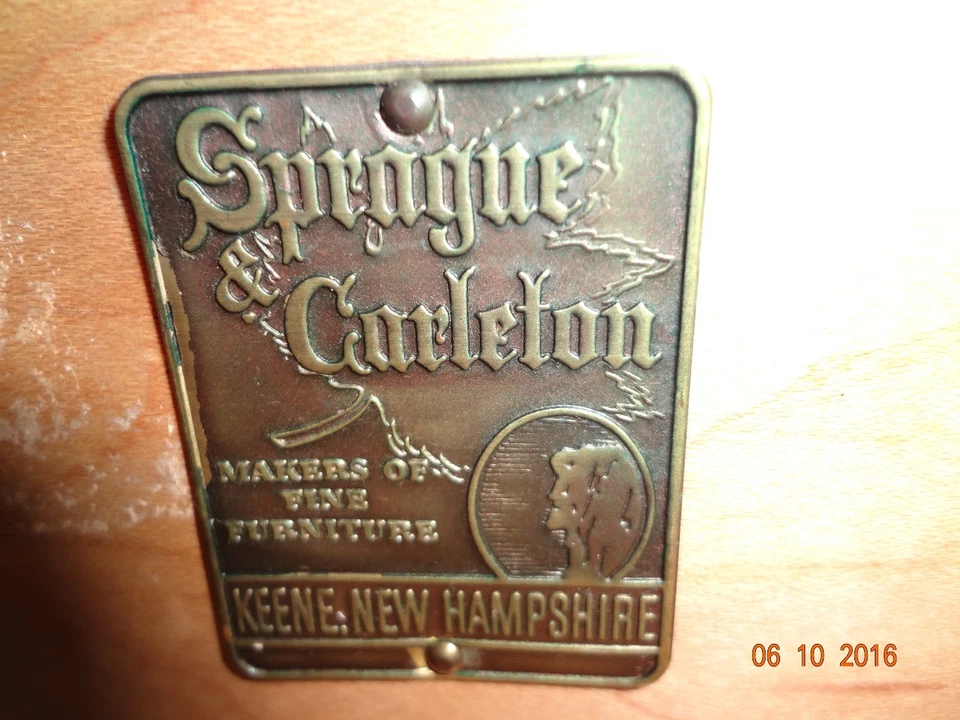 Sprague
&
Carleton
MAKERS OF
FINE
FURNITURE
KEENE, NEW HAMPSHIRE
06 10 2016